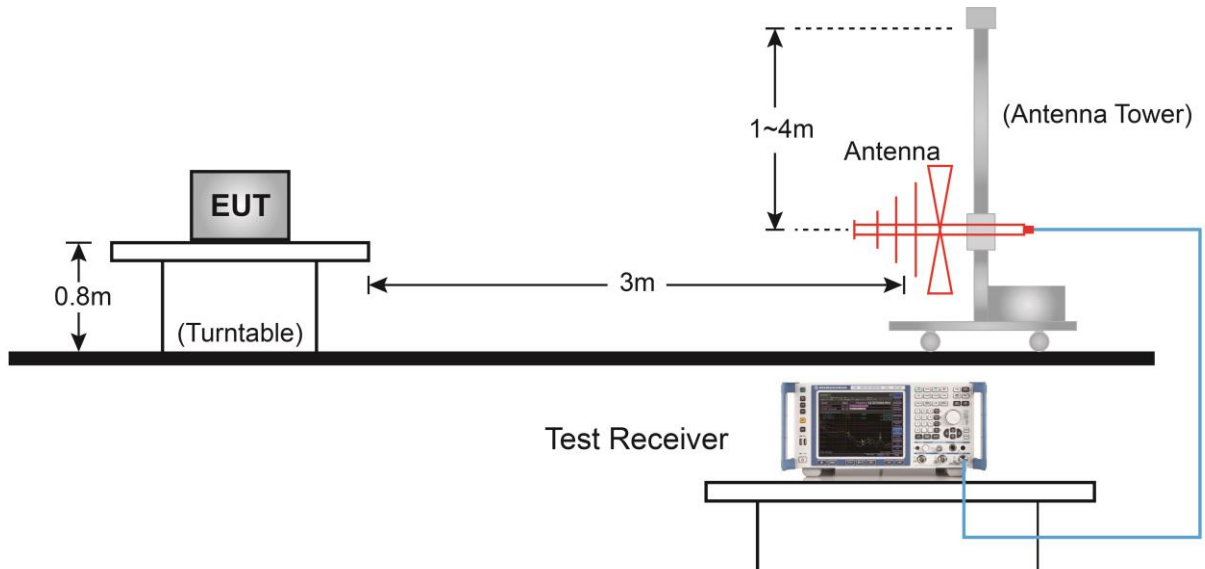 (Antenna Tower)
1~4m
Antenna
EUT
3m
0.8m
(Turntable)
Test Receiver